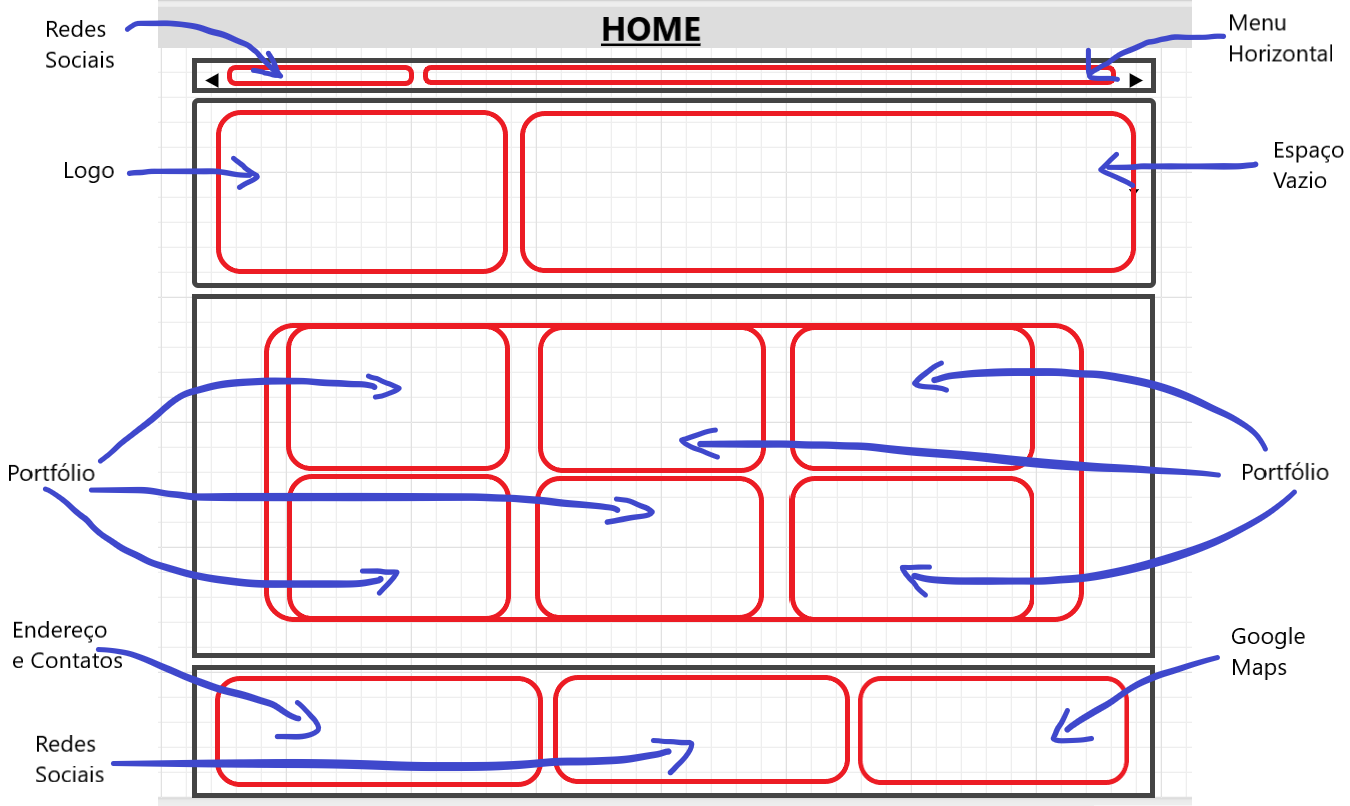 HOME
Redes
Sociais
Menu
Horizontal
Logo
Espaço
Vazio
Portfólio
Portfólio
Endereço
e Contatos
Google
Maps
Redes
Sociais